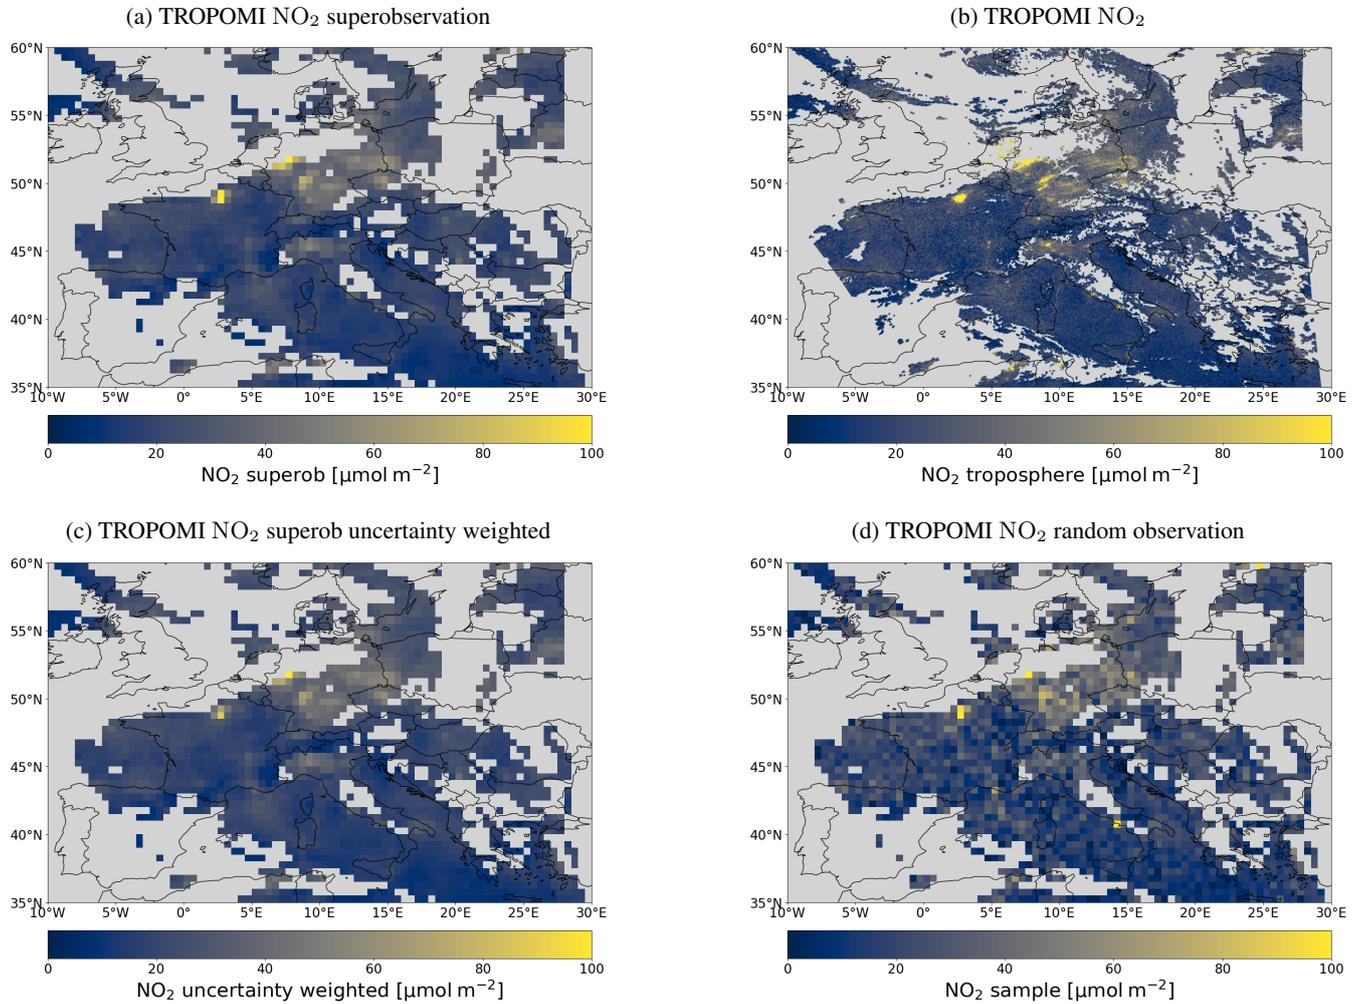 (a) TROPOMI NO₂ superobservation
60°N
55°N
50°N
45°N
40°N
35°N
10°W 5°W 0° 5°E 10°E 15°E 20°E 25°E 30°E
0 20 40 60 80 100
NO₂ superob [µmol m⁻²]
(b) TROPOMI NO₂
60°N
55°N
50°N
45°N
40°N
35°N
10°W 5°W 0° 5°E 10°E 15°E 20°E 25°E 30°E
0 20 40 60 80 100
NO₂ troposphere [µmol m⁻²]
(c) TROPOMI NO₂ superob uncertainty weighted
60°N
55°N
50°N
45°N
40°N
35°N
10°W 5°W 0° 5°E 10°E 15°E 20°E 25°E 30°E
0 20 40 60 80 100
NO₂ uncertainty weighted [µmol m⁻²]
(d) TROPOMI NO₂ random observation
60°N
55°N
50°N
45°N
40°N
35°N
10°W 5°W 0° 5°E 10°E 15°E 20°E 25°E 30°E
0 20 40 60 80 100
NO₂ sample [µmol m⁻²]